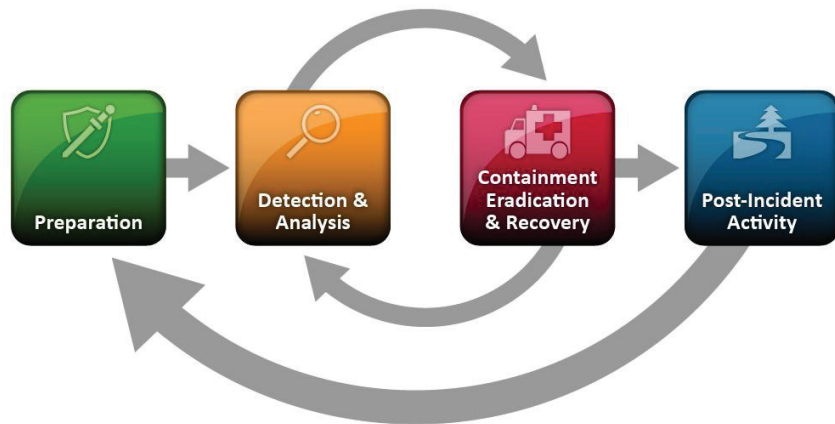 Preparation
Detection &
Analysis
Containment
Eradication
& Recovery
Post-Incident
Activity